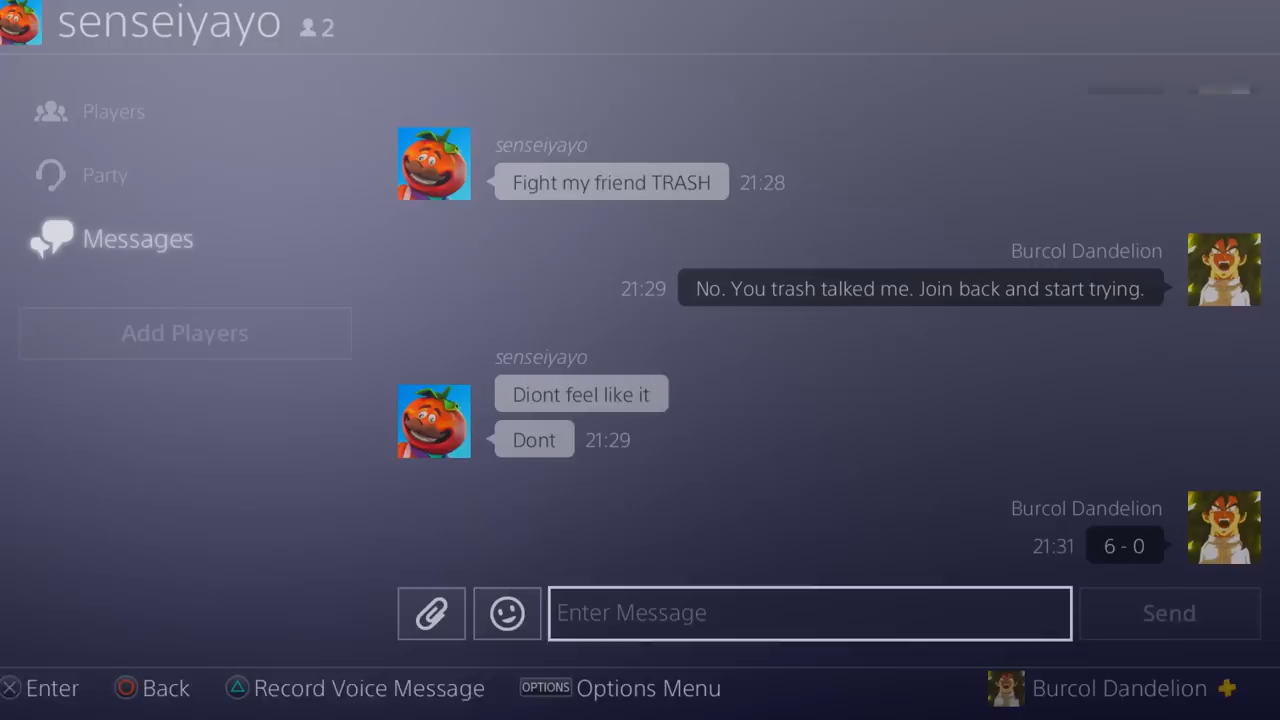 senseiyayo 2
Players
Party
Messages
Add Players
senseiyayo
Fight my friend TRASH 21:28
Burcol Dandelion
21:29 No. You trash talked me. Join back and start trying.
senseiyayo
Diont feel like it
Dont 21:29
Burcol Dandelion
21:31 6 - 0
Enter Message Send
Enter Back Record Voice Message OPTIONS Options Menu Burcol Dandelion